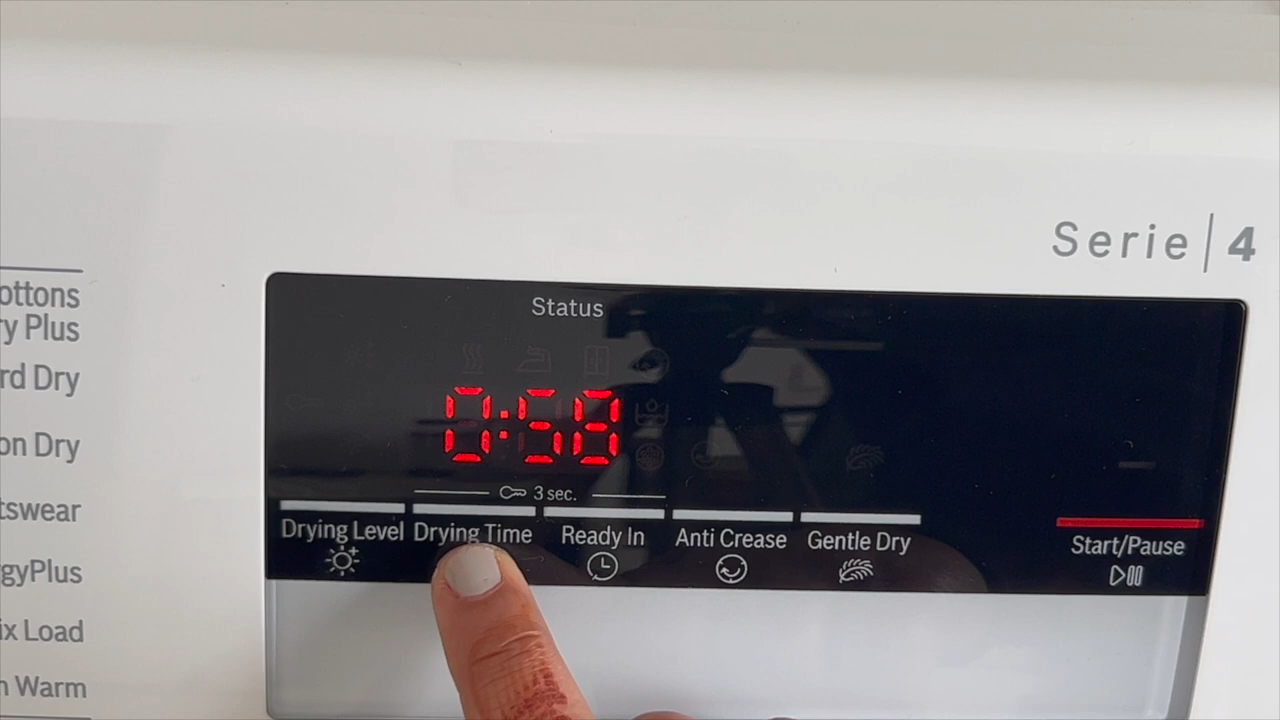 Serie | 4
ottons
ry Plus
rd Dry
on Dry
tswear
gyPlus
ix Load
n Warm
Status
0:58
3 sec.
Drying Level
Drying Time
Ready In
Anti Crease
Gentle Dry
Start/Pause